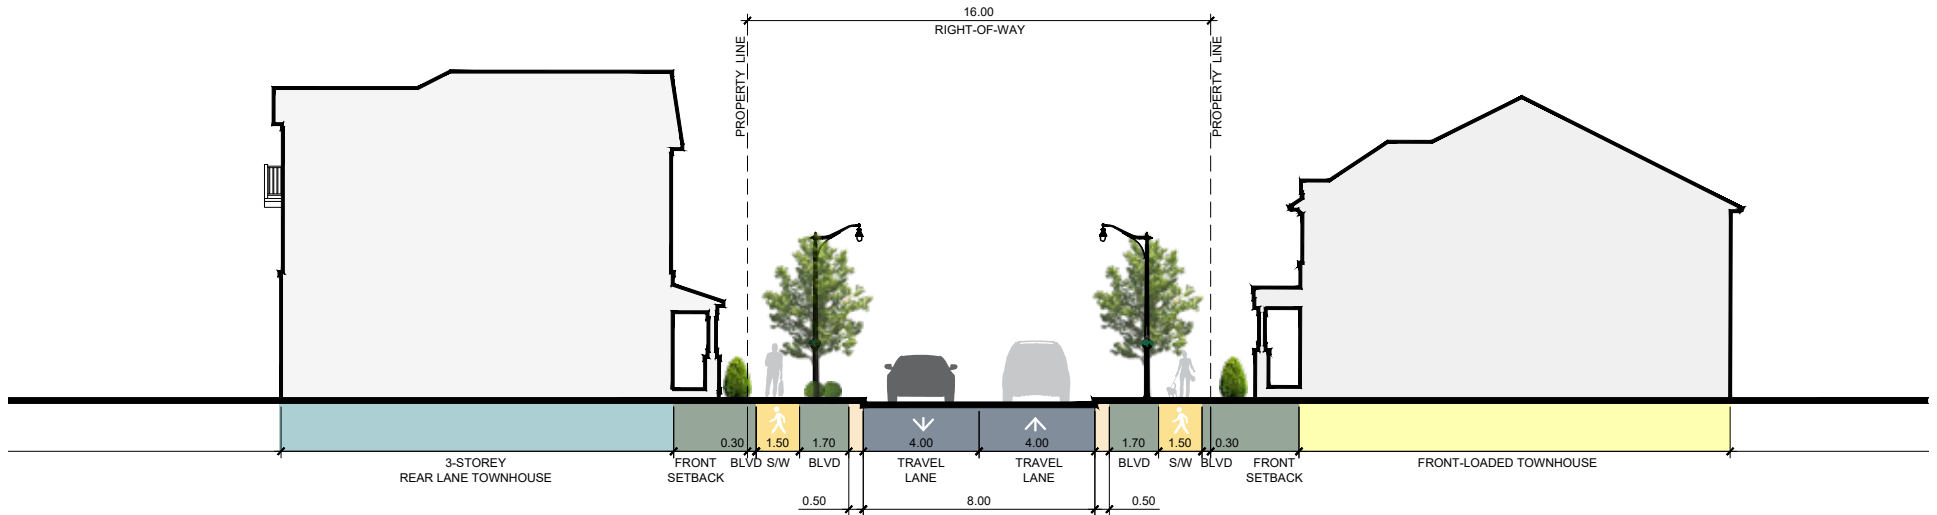 16.00
RIGHT-OF-WAY
PROPERTY LINE
PROPERTY LINE
0.30 1.50 1.70 4.00 4.00 1.70 1.50 0.30
3-STOREY
REAR LANE TOWNHOUSE
FRONT
SETBACK
BLVD S/W BLVD
TRAVEL
LANE
TRAVEL
LANE
BLVD S/W BLVD
FRONT
SETBACK
FRONT-LOADED TOWNHOUSE
0.50 8.00 0.50